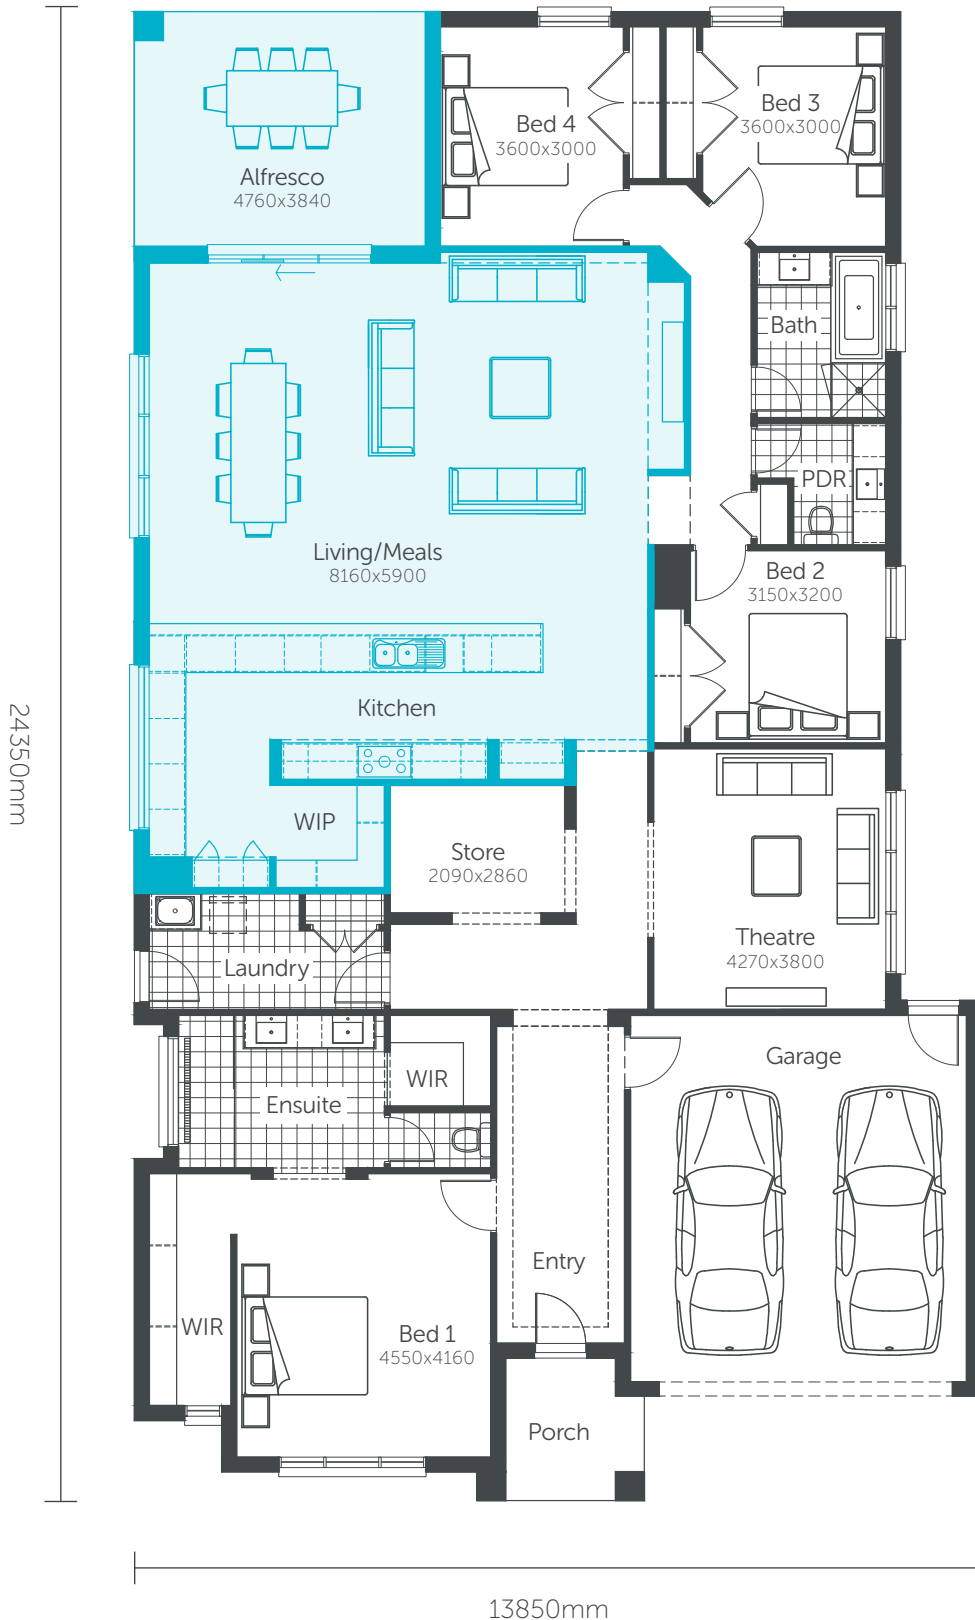 Bed 4
3600x3000
Bed 3
3600x3000
Alfresco
4760x3840
Bath
PDR
Living/Meals
8160x5900
Bed 2
3150x3200
Kitchen
24350mm
WIP
Store
2090x2860
Theatre
4270x3800
Laundry
Garage
WIR
Ensuite
Entry
WIR
Bed 1
4550x4160
Porch
13850mm